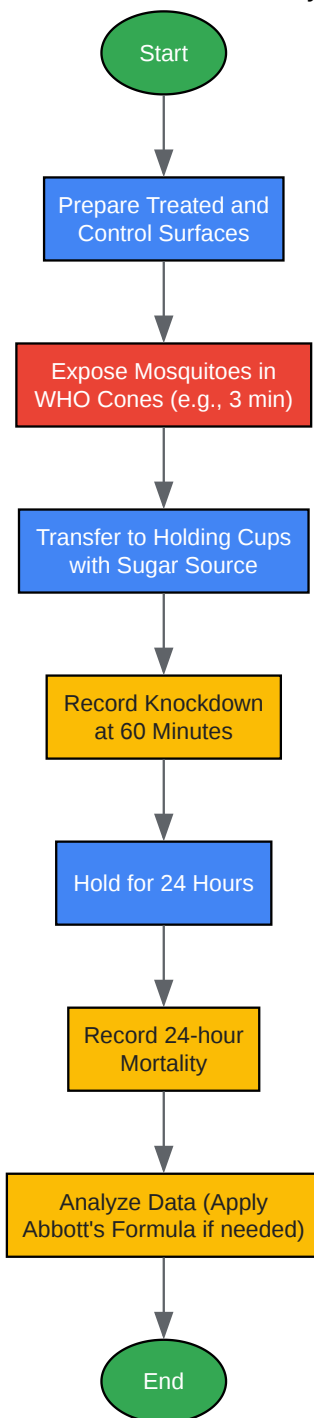 Start
Prepare Treated and
Control Surfaces
Expose Mosquitoes in
WHO Cones (e.g., 3 min)
Transfer to Holding Cups
with Sugar Source
Record Knockdown
at 60 Minutes
Hold for 24 Hours
Record 24-hour
Mortality
Analyze Data (Apply
Abbott's Formula if needed)
End